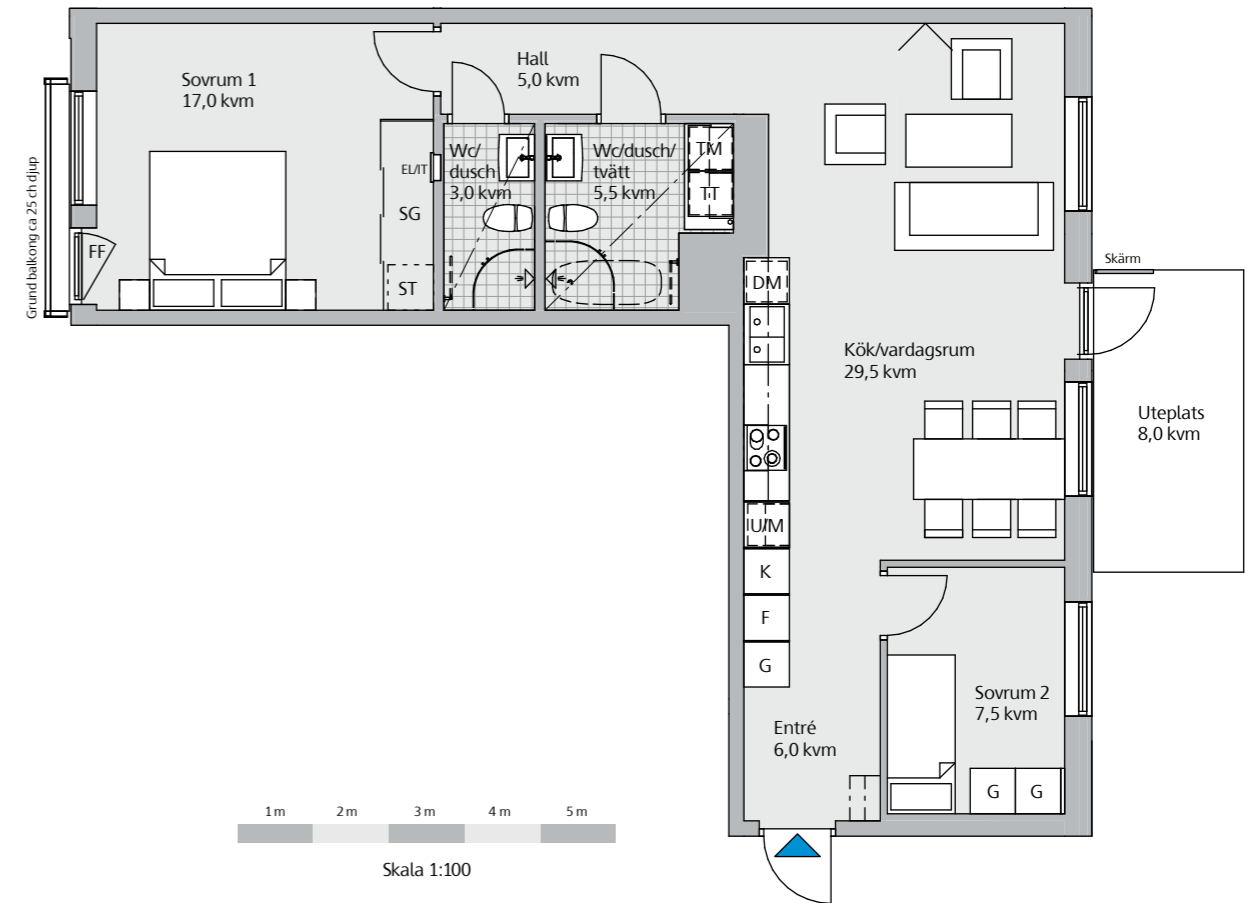 Sovrum 1
17,0 kvm
Hall
5,0 kvm
Grund balkong ca 25 ch djup
FF
EL/IT
SG
ST
Wc/
dusch
3,0 kvm
Wc/dusch/
tvätt
5,5 kvm
TM
TT
DM
Skärm
Kök/vardagsrum
29,5 kvm
Uteplats
8,0 kvm
U/M
K
F
G
Sovrum 2
7,5 kvm
Entré
6,0 kvm
G G
1 m 2 m 3 m 4 m 5 m
Skala 1:100